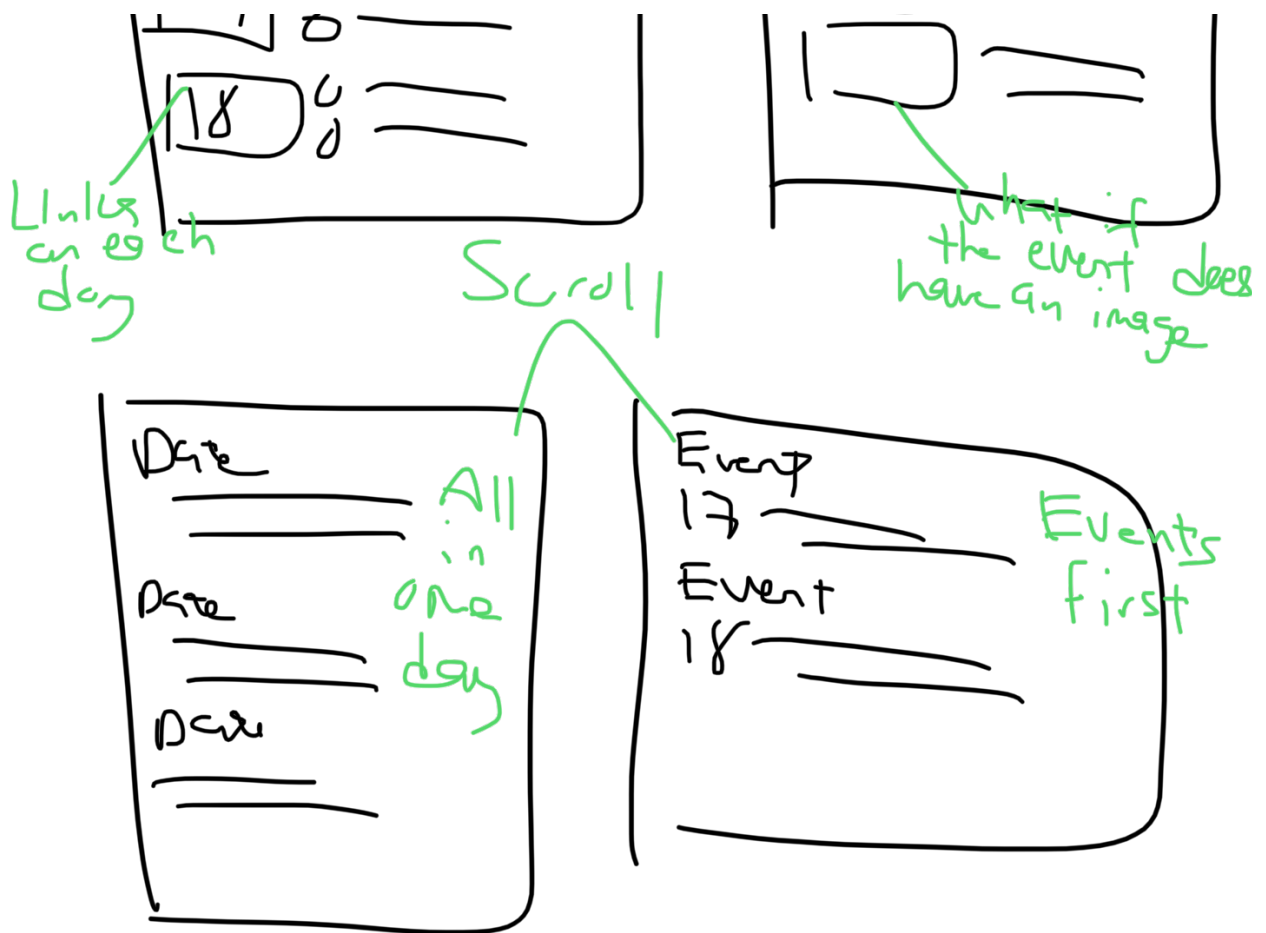 18
Links
on each
day
what if
the event does
have an image
Scroll
Date
Date
Date
All
in
one
day
Event
17
Event
18
Events
first